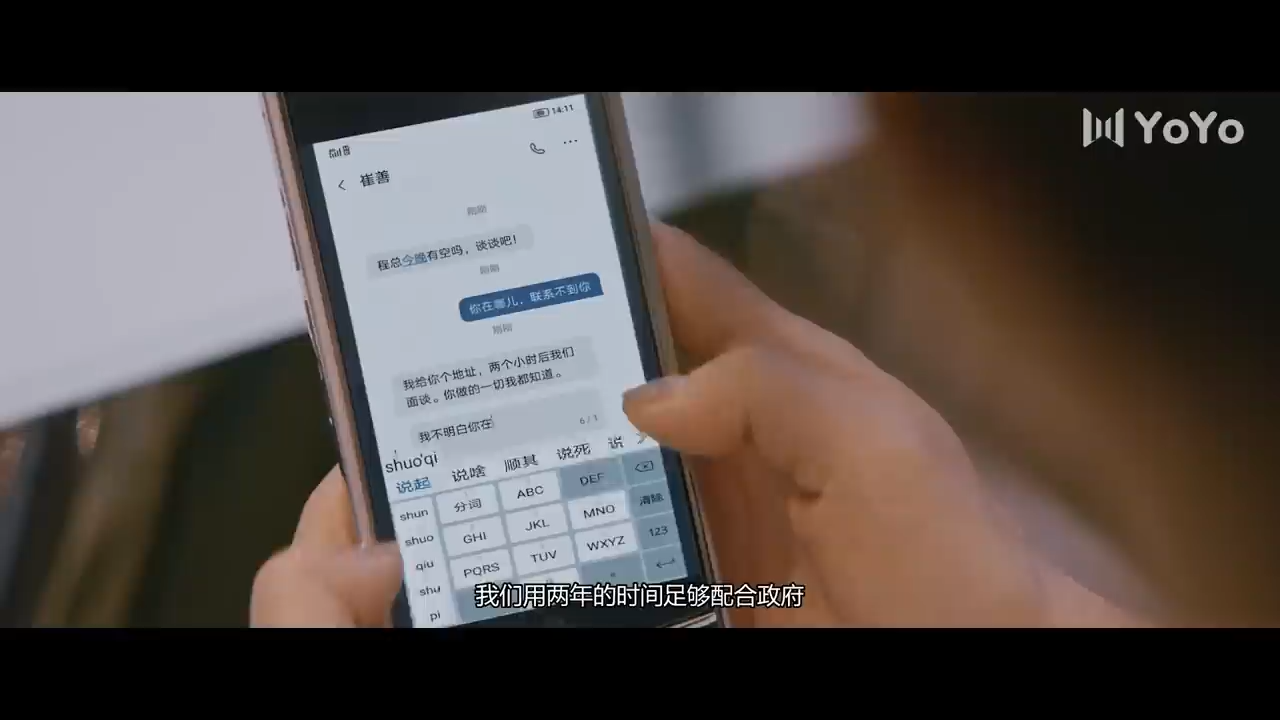 YoYo
14:11
崔善
刚刚
程总今晚有空吗，谈谈吧！
刚刚
你在哪儿，联系不到你
刚刚
我给你个地址，两个小时后我们
面谈。你做的一切我都知道。
我不明白你在
6/1
shuo'qi
说起 说啥 顺其 说死 说
shun 分词 ABC DEF
shuo GHI JKL MNO 清除
qiu PQRS TUV WXYZ 123
shu
pi
我们用两年的时间足够配合政府